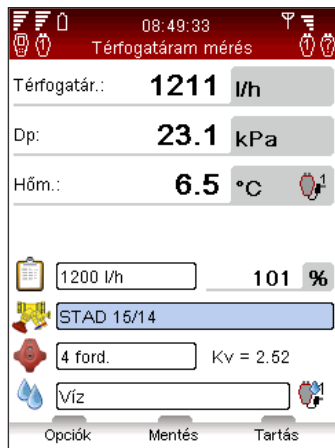 08:49:33
Térfogatáram mérés
Térfogatár.: 1211 l/h
Dp: 23.1 kPa
Hőm.: 6.5 °C 1
1200 l/h 101 %
STAD 15/14
4 ford. Kv = 2.52
Víz
Opciók Mentés Tartás